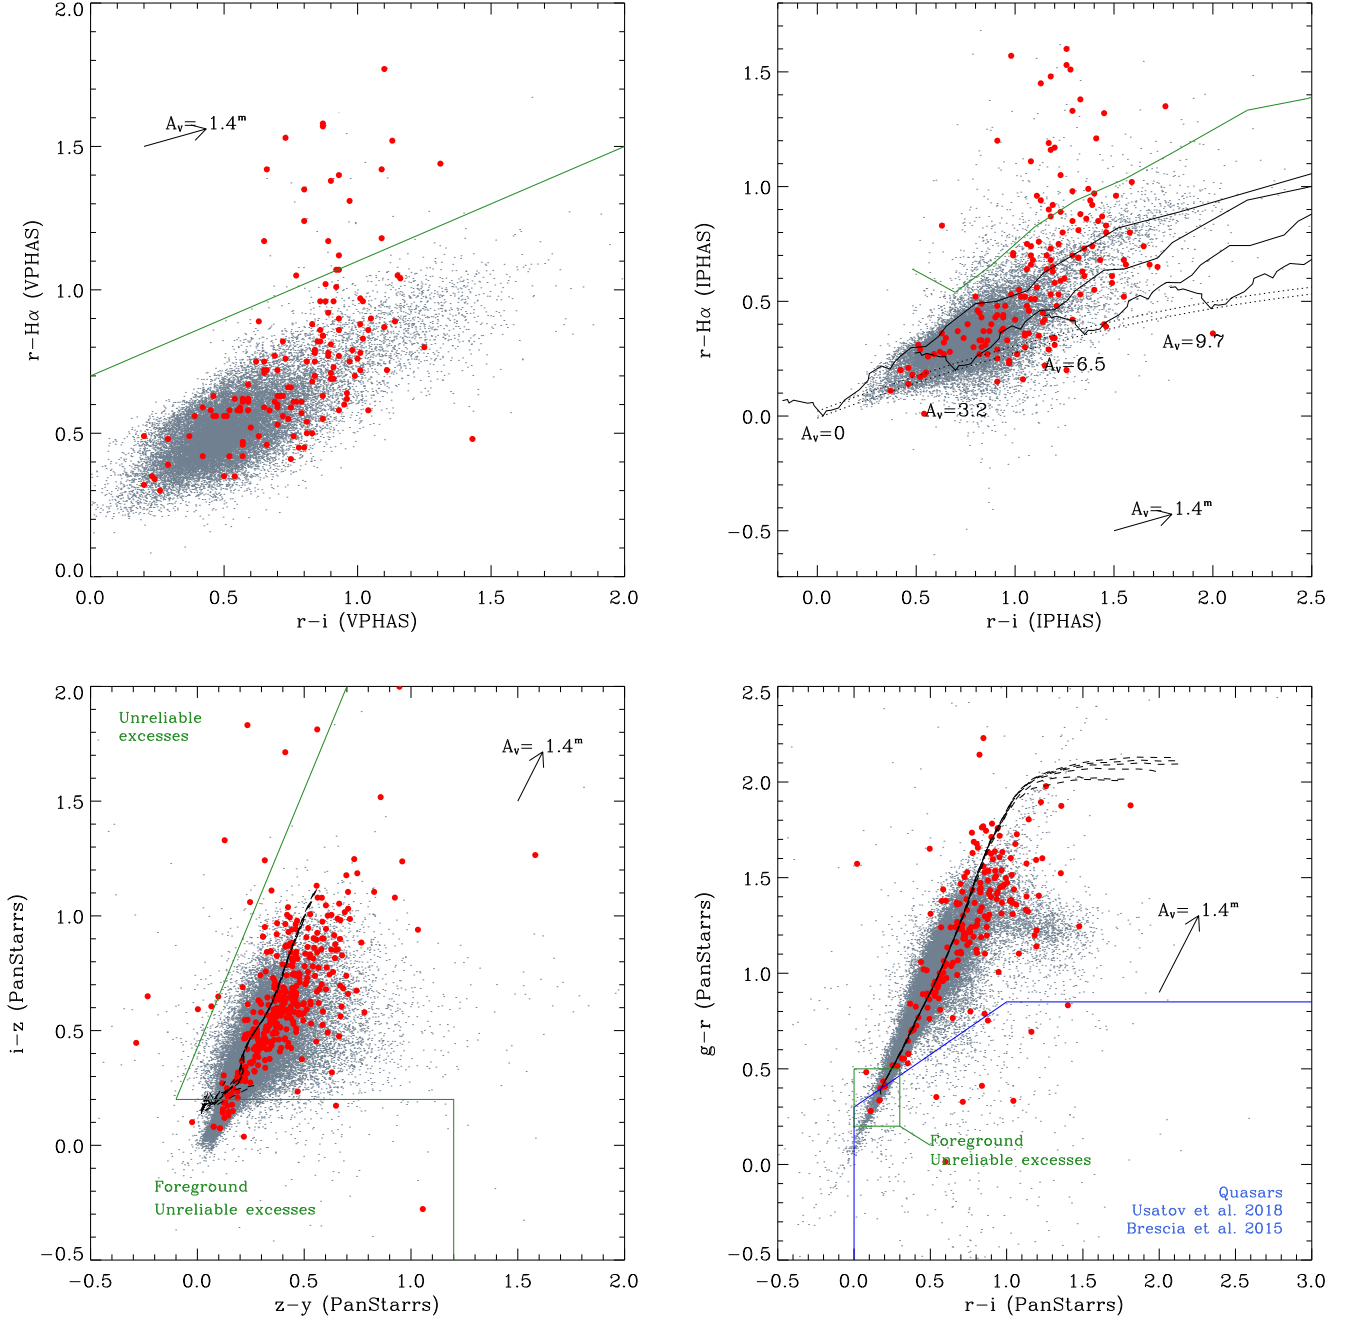 2.0
1.5
1.0
0.5
0.0
r-Hα (VPHAS)
Av= 1.4m
0.0 0.5 1.0 1.5 2.0
r-i (VPHAS)
1.5
1.0
0.5
0.0
-0.5
r-Hα (IPHAS)
Av=9.7
Av=6.5
Av=3.2
Av=0
Av= 1.4m
0.0 0.5 1.0 1.5 2.0 2.5
r-i (IPHAS)
2.0
1.5
1.0
0.5
0.0
-0.5
i-z (PanStarrs)
Unreliable
excesses
Av= 1.4m
Foreground
Unreliable excesses
-0.5 0.0 0.5 1.0 1.5 2.0
z-y (PanStarrs)
2.5
2.0
1.5
1.0
0.5
0.0
-0.5
g-r (PanStarrs)
Av= 1.4m
Foreground
Unreliable excesses
Quasars
Usatov et al. 2018
Brescia et al. 2015
-0.5 0.0 0.5 1.0 1.5 2.0 2.5 3.0
r-i (PanStarrs)